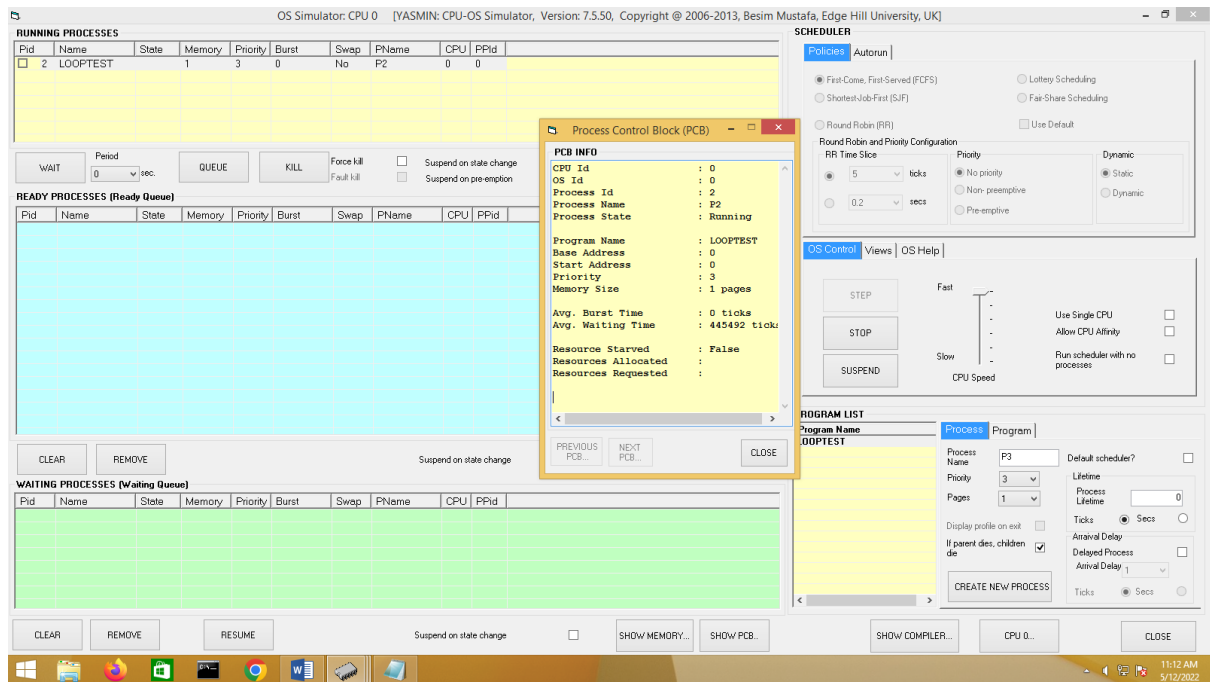 OS Simulator: CPU 0 [YASMIN: CPU-OS Simulator, Version: 7.5.50, Copyright @ 2006-2013, Besim Mustafa, Edge Hill University, UK]
RUNNING PROCESSES
Pid Name State Memory Priority Burst Swap PName CPU PPId
2 LOOPTEST 1 3 0 No P2 0 0
WAIT
Period
0 sec.
QUEUE
KILL
Force kill
Fault kill
Suspend on state change
Suspend on pre-emption
READY PROCESSES (Ready Queue)
Pid Name State Memory Priority Burst Swap PName CPU PPId
CLEAR
REMOVE
Suspend on state change
WAITING PROCESSES (Waiting Queue)
Pid Name State Memory Priority Burst Swap PName CPU PPId
CLEAR
REMOVE
RESUME
Suspend on state change
SHOW MEMORY...
SHOW PCB..
SHOW COMPILER...
CPU 0...
CLOSE
Process Control Block (PCB)
PCB INFO
CPU Id : 0
OS Id : 0
Process Id : 2
Process Name : P2
Process State : Running
Program Name : LOOPTEST
Base Address : 0
Start Address : 0
Priority : 3
Memory Size : 1 pages
Avg. Burst Time : 0 ticks
Avg. Waiting Time : 445492 ticks
Resource Starved : False
Resources Allocated :
Resources Requested :
PREVIOUS PCB...
NEXT PCB...
CLOSE
SCHEDULER
Policies Autorun
First-Come, First-Served (FCFS)
Lottery Scheduling
Shortest-Job-First (SJF)
Fair-Share Scheduling
Round Robin (RR)
Use Default
Round Robin and Priority Configuration
RR Time Slice
5 ticks
0.2 secs
Priority
No priority
Non- preemptive
Pre-emptive
Dynamic
Static
Dynamic
OS Control Views OS Help
STEP
STOP
SUSPEND
Fast
Slow
CPU Speed
Use Single CPU
Allow CPU Affinity
Run scheduler with no processes
PROGRAM LIST
Program Name
LOOPTEST
Process Program
Process Name P3
Priority 3
Pages 1
Display profile on exit
If parent dies, children die
CREATE NEW PROCESS
Default scheduler?
Lifetime
Process Lifetime 0
Ticks Secs
Arraival Delay
Delayed Process
Arrival Delay 1
Ticks Secs
11:12 AM
5/12/2022